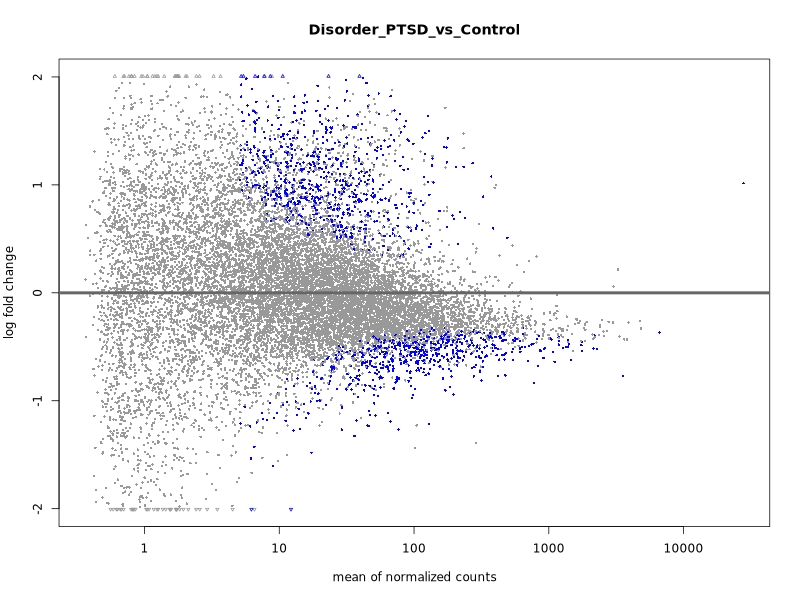 Disorder_PTSD_vs_Control
2
1
0
-1
-2
log fold change
1 10 100 1000 10000
mean of normalized counts